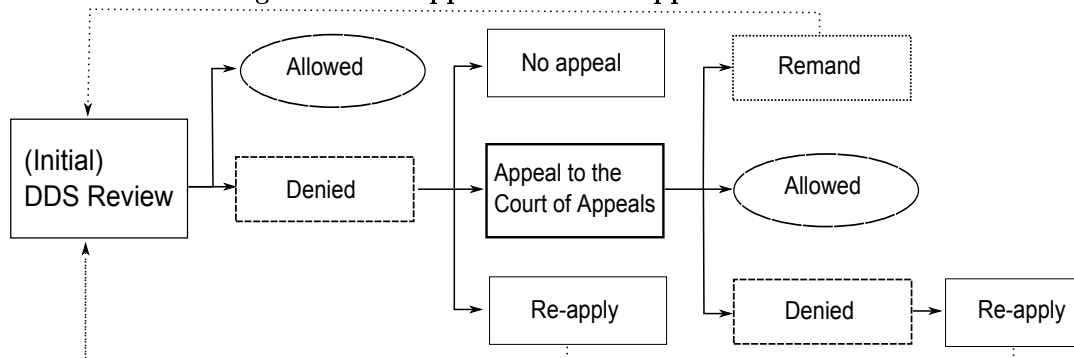 Allowed
No appeal
Remand
(Initial)
DDS Review
Denied
Appeal to the
Court of Appeals
Allowed
Re-apply
Denied
Re-apply